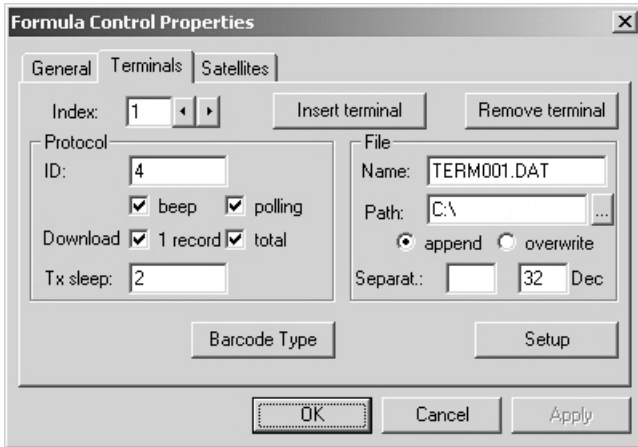 Formula Control Properties
General Terminals Satellites
Index: 1 Insert terminal Remove terminal
Protocol
ID: 4
beep polling
Download 1 record total
Tx sleep: 2
File
Name: TERM001.DAT
Path: C:\ ...
append overwrite
Separat.: 32 Dec
Barcode Type Setup
OK Cancel Apply